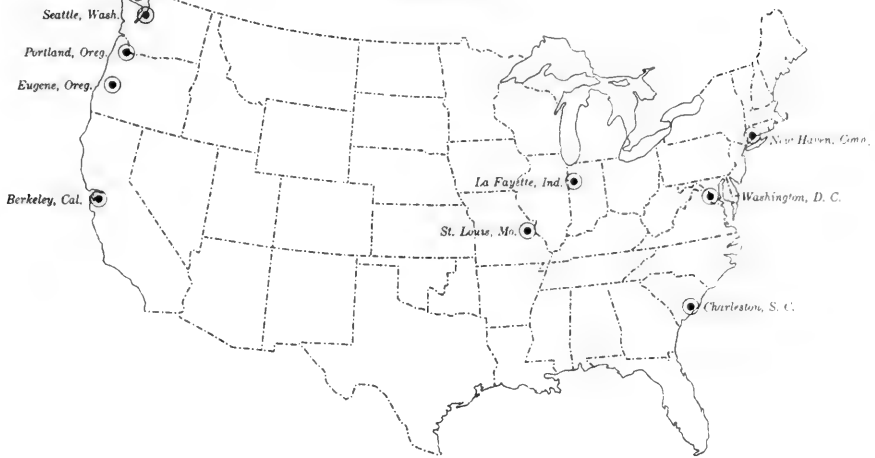 Seattle, Wash.
Portland, Oreg.
Eugene, Oreg.
New Haven, Conn.
La Fayette, Ind.
Berkeley, Cal.
Washington, D. C.
St. Louis, Mo.
Charleston, S. C.